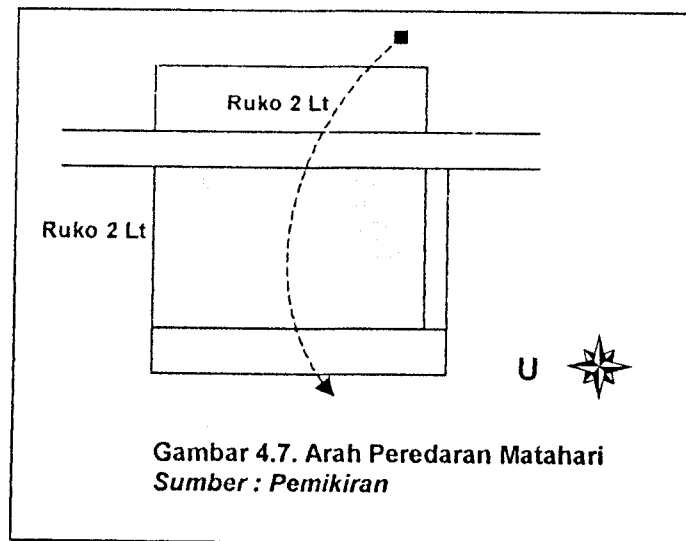 Ruko 2 Lt
Ruko 2 Lt
U
Gambar 4.7. Arah Peredaran Matahari
Sumber : Pemikiran